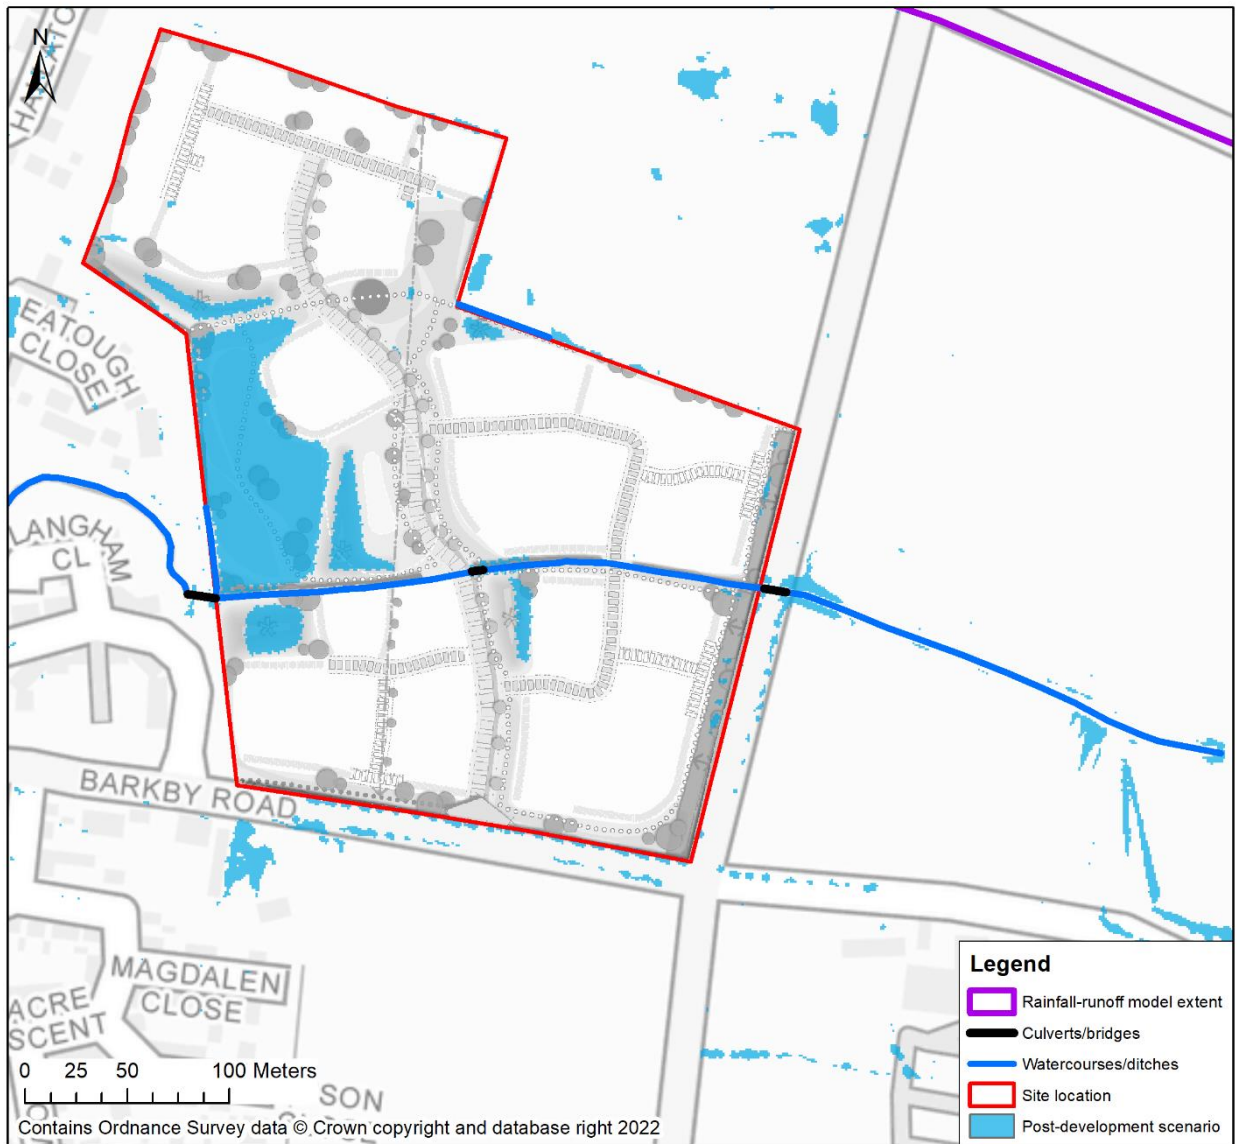 N
EATOUGH
CLOSE
LANGHAM
CL
BARKBY ROAD
MAGDALEN
CLOSE
ACRE
SCENT
0 25 50 100 Meters
SON
Contains Ordnance Survey data © Crown copyright and database right 2022
Legend
Rainfall-runoff model extent
Culverts/bridges
Watercourses/ditches
Site location
Post-development scenario